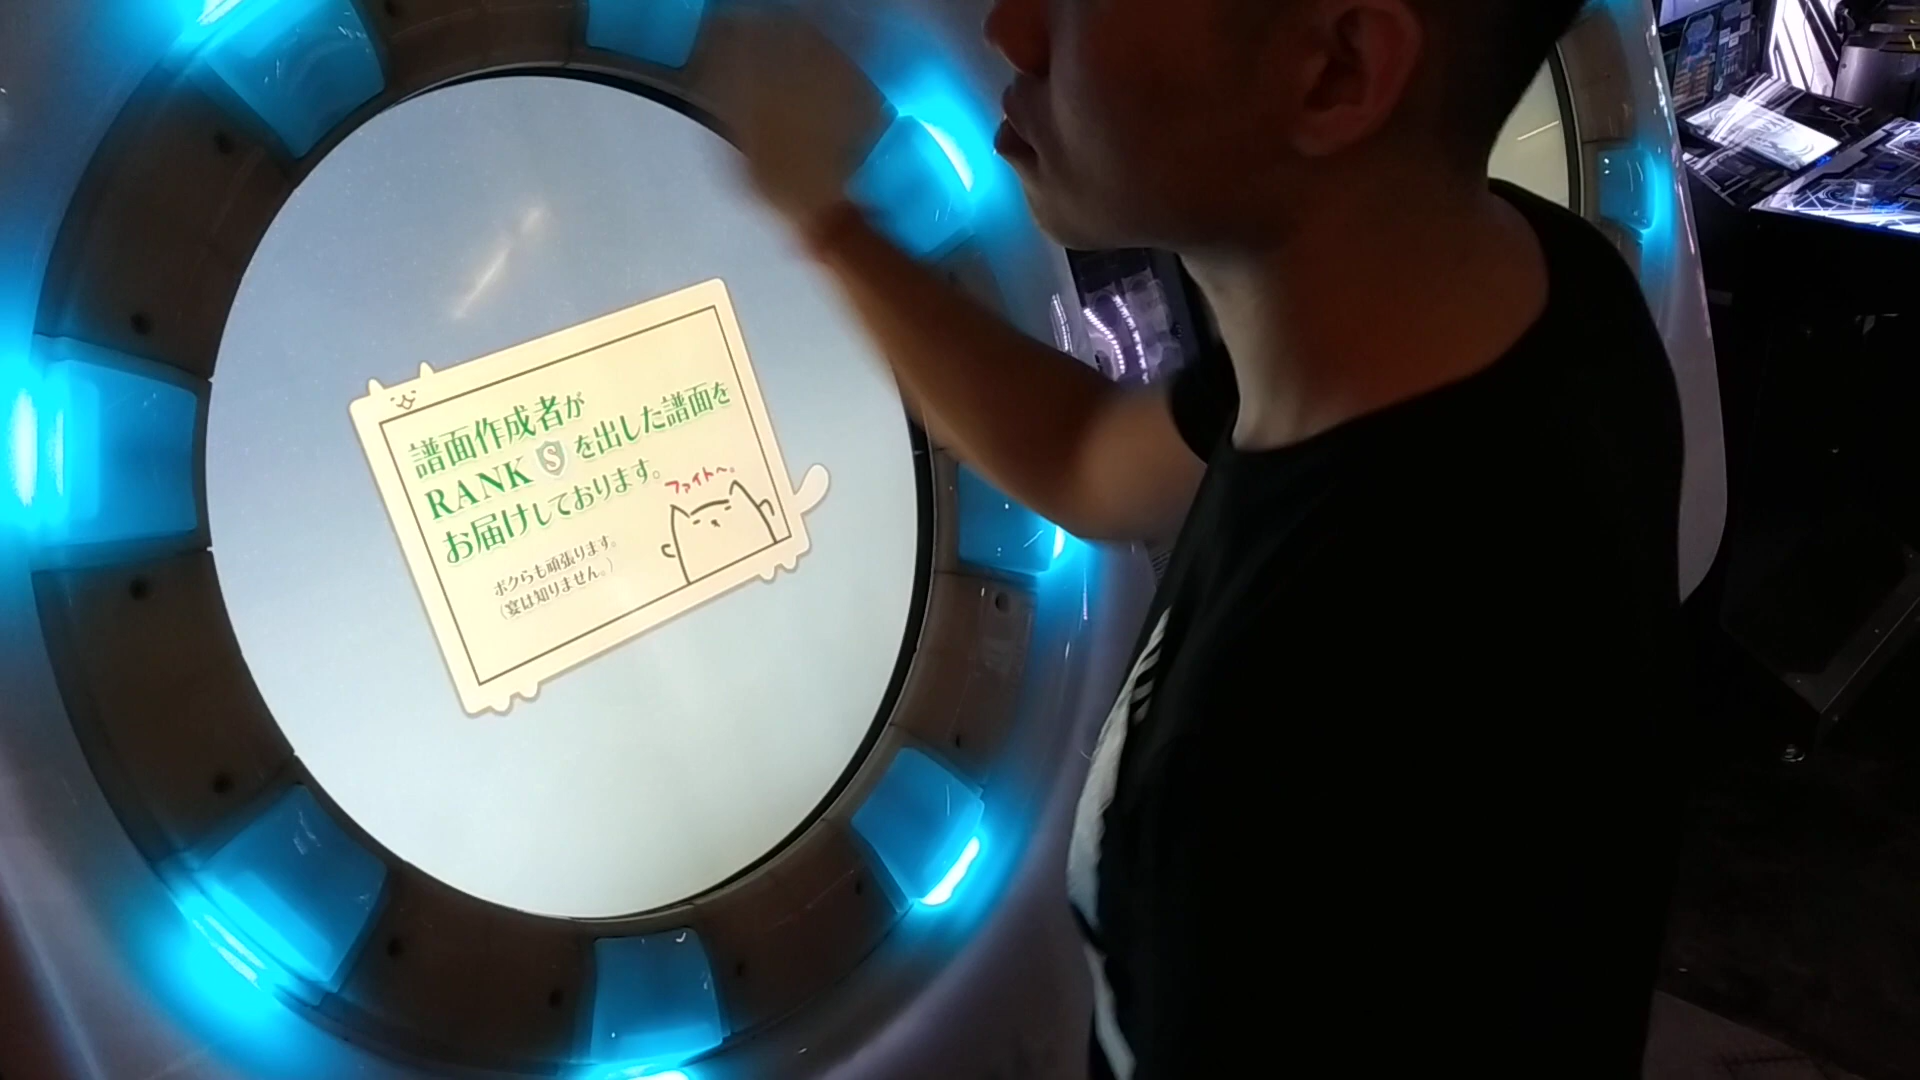 譜面作成者が
RANK S を出した譜面を
お届けしております。
ファイトへ。
ボクらも頑張ります。
（宴は知りません。）